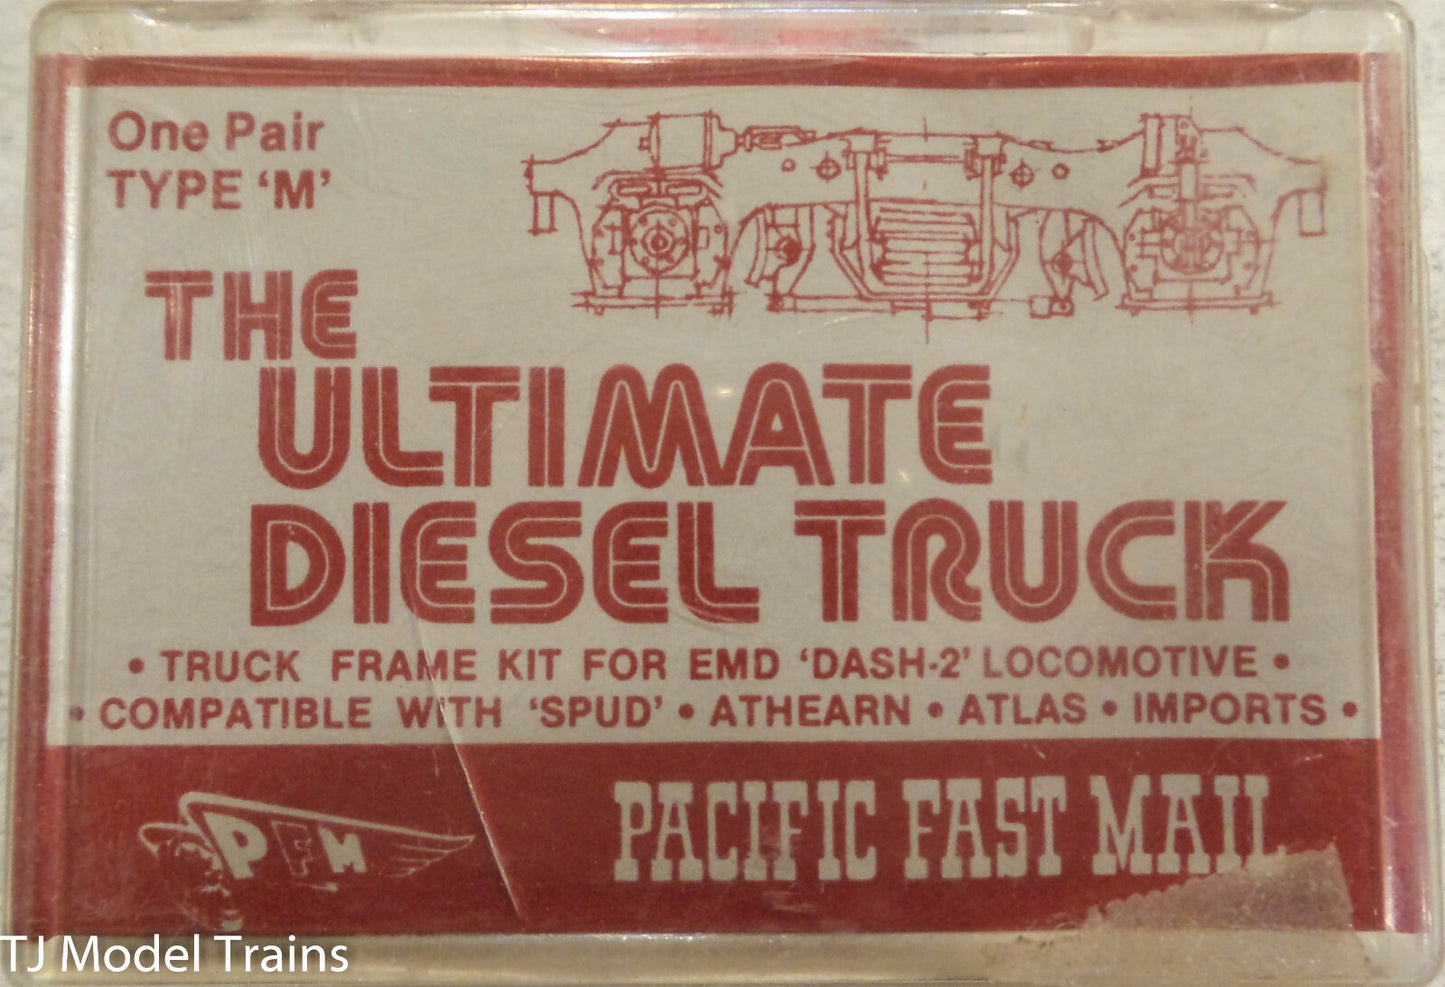 One Pair
TYPE 'M'
THE
ULTIMATE
DIESEL TRUCK
• TRUCK FRAME KIT FOR EMD 'DASH-2' LOCOMOTIVE •
• COMPATIBLE WITH 'SPUD' • ATHEARN • ATLAS • IMPORTS •
PFM
PACIFIC FAST MAIL
TJ Model Trains